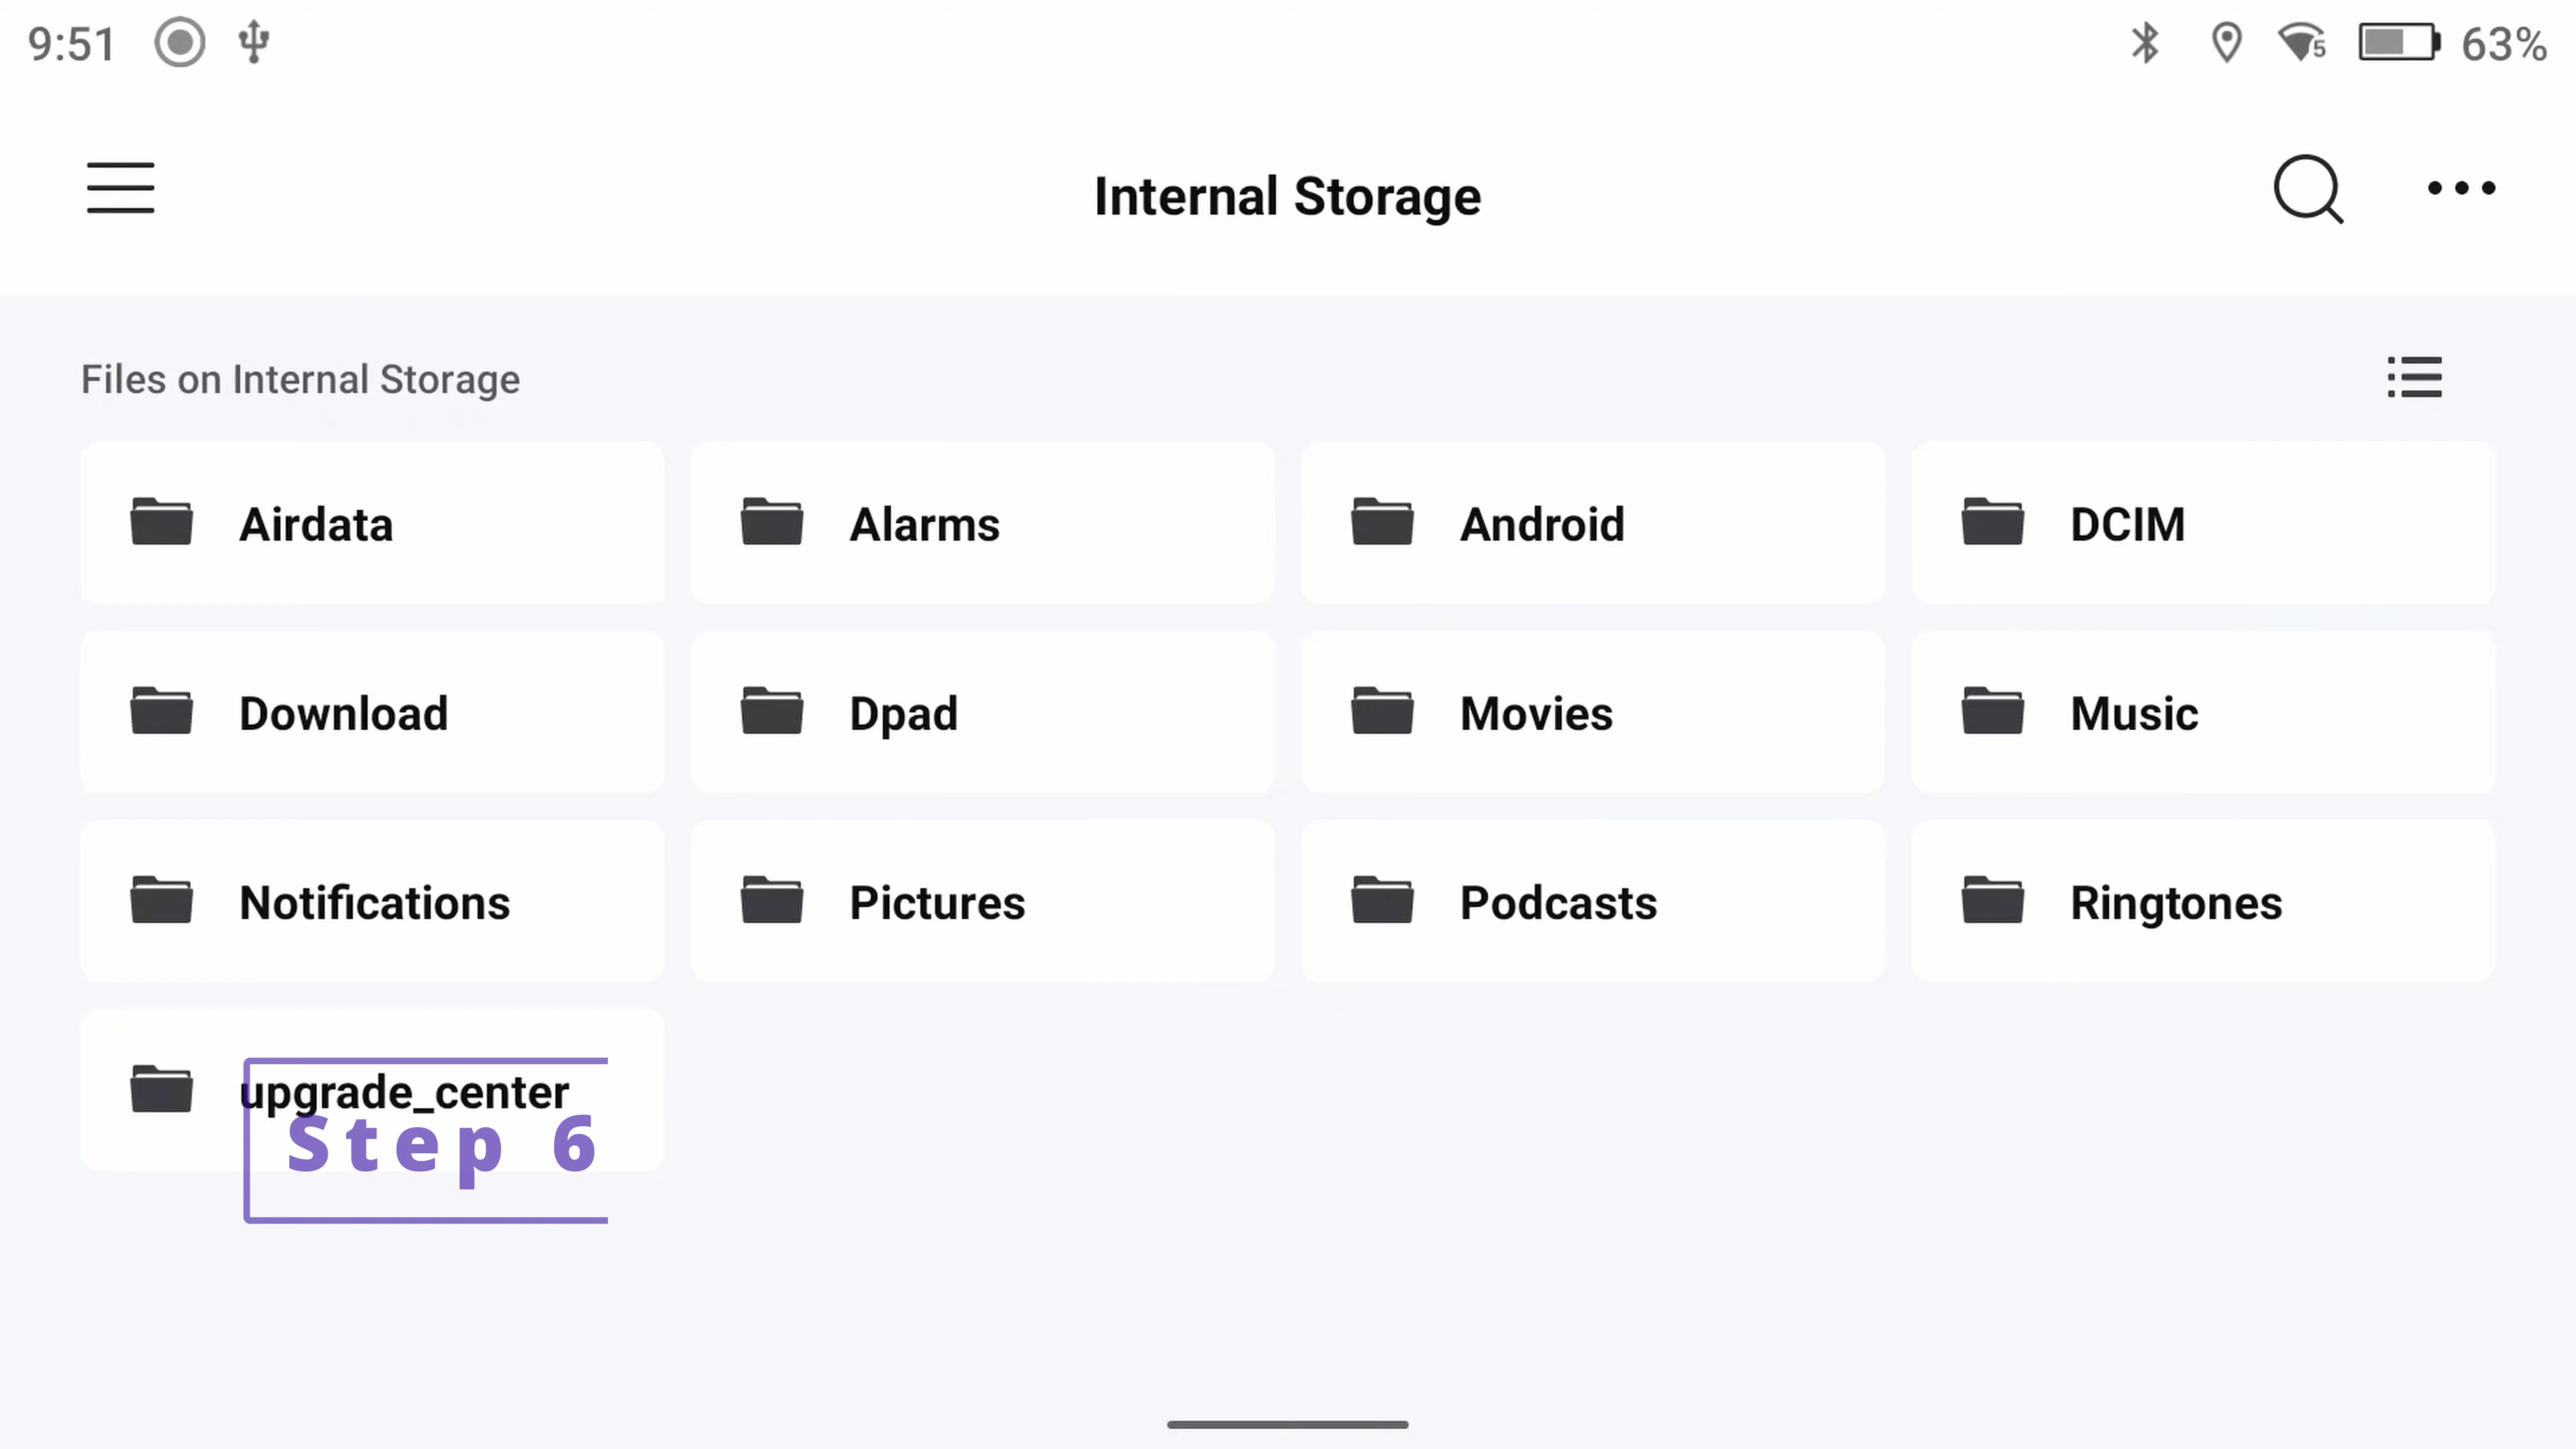 9:51
5 63%
Internal Storage
Files on Internal Storage
Airdata
Alarms
Android
DCIM
Download
Dpad
Movies
Music
Notifications
Pictures
Podcasts
Ringtones
upgrade_center
Step 6